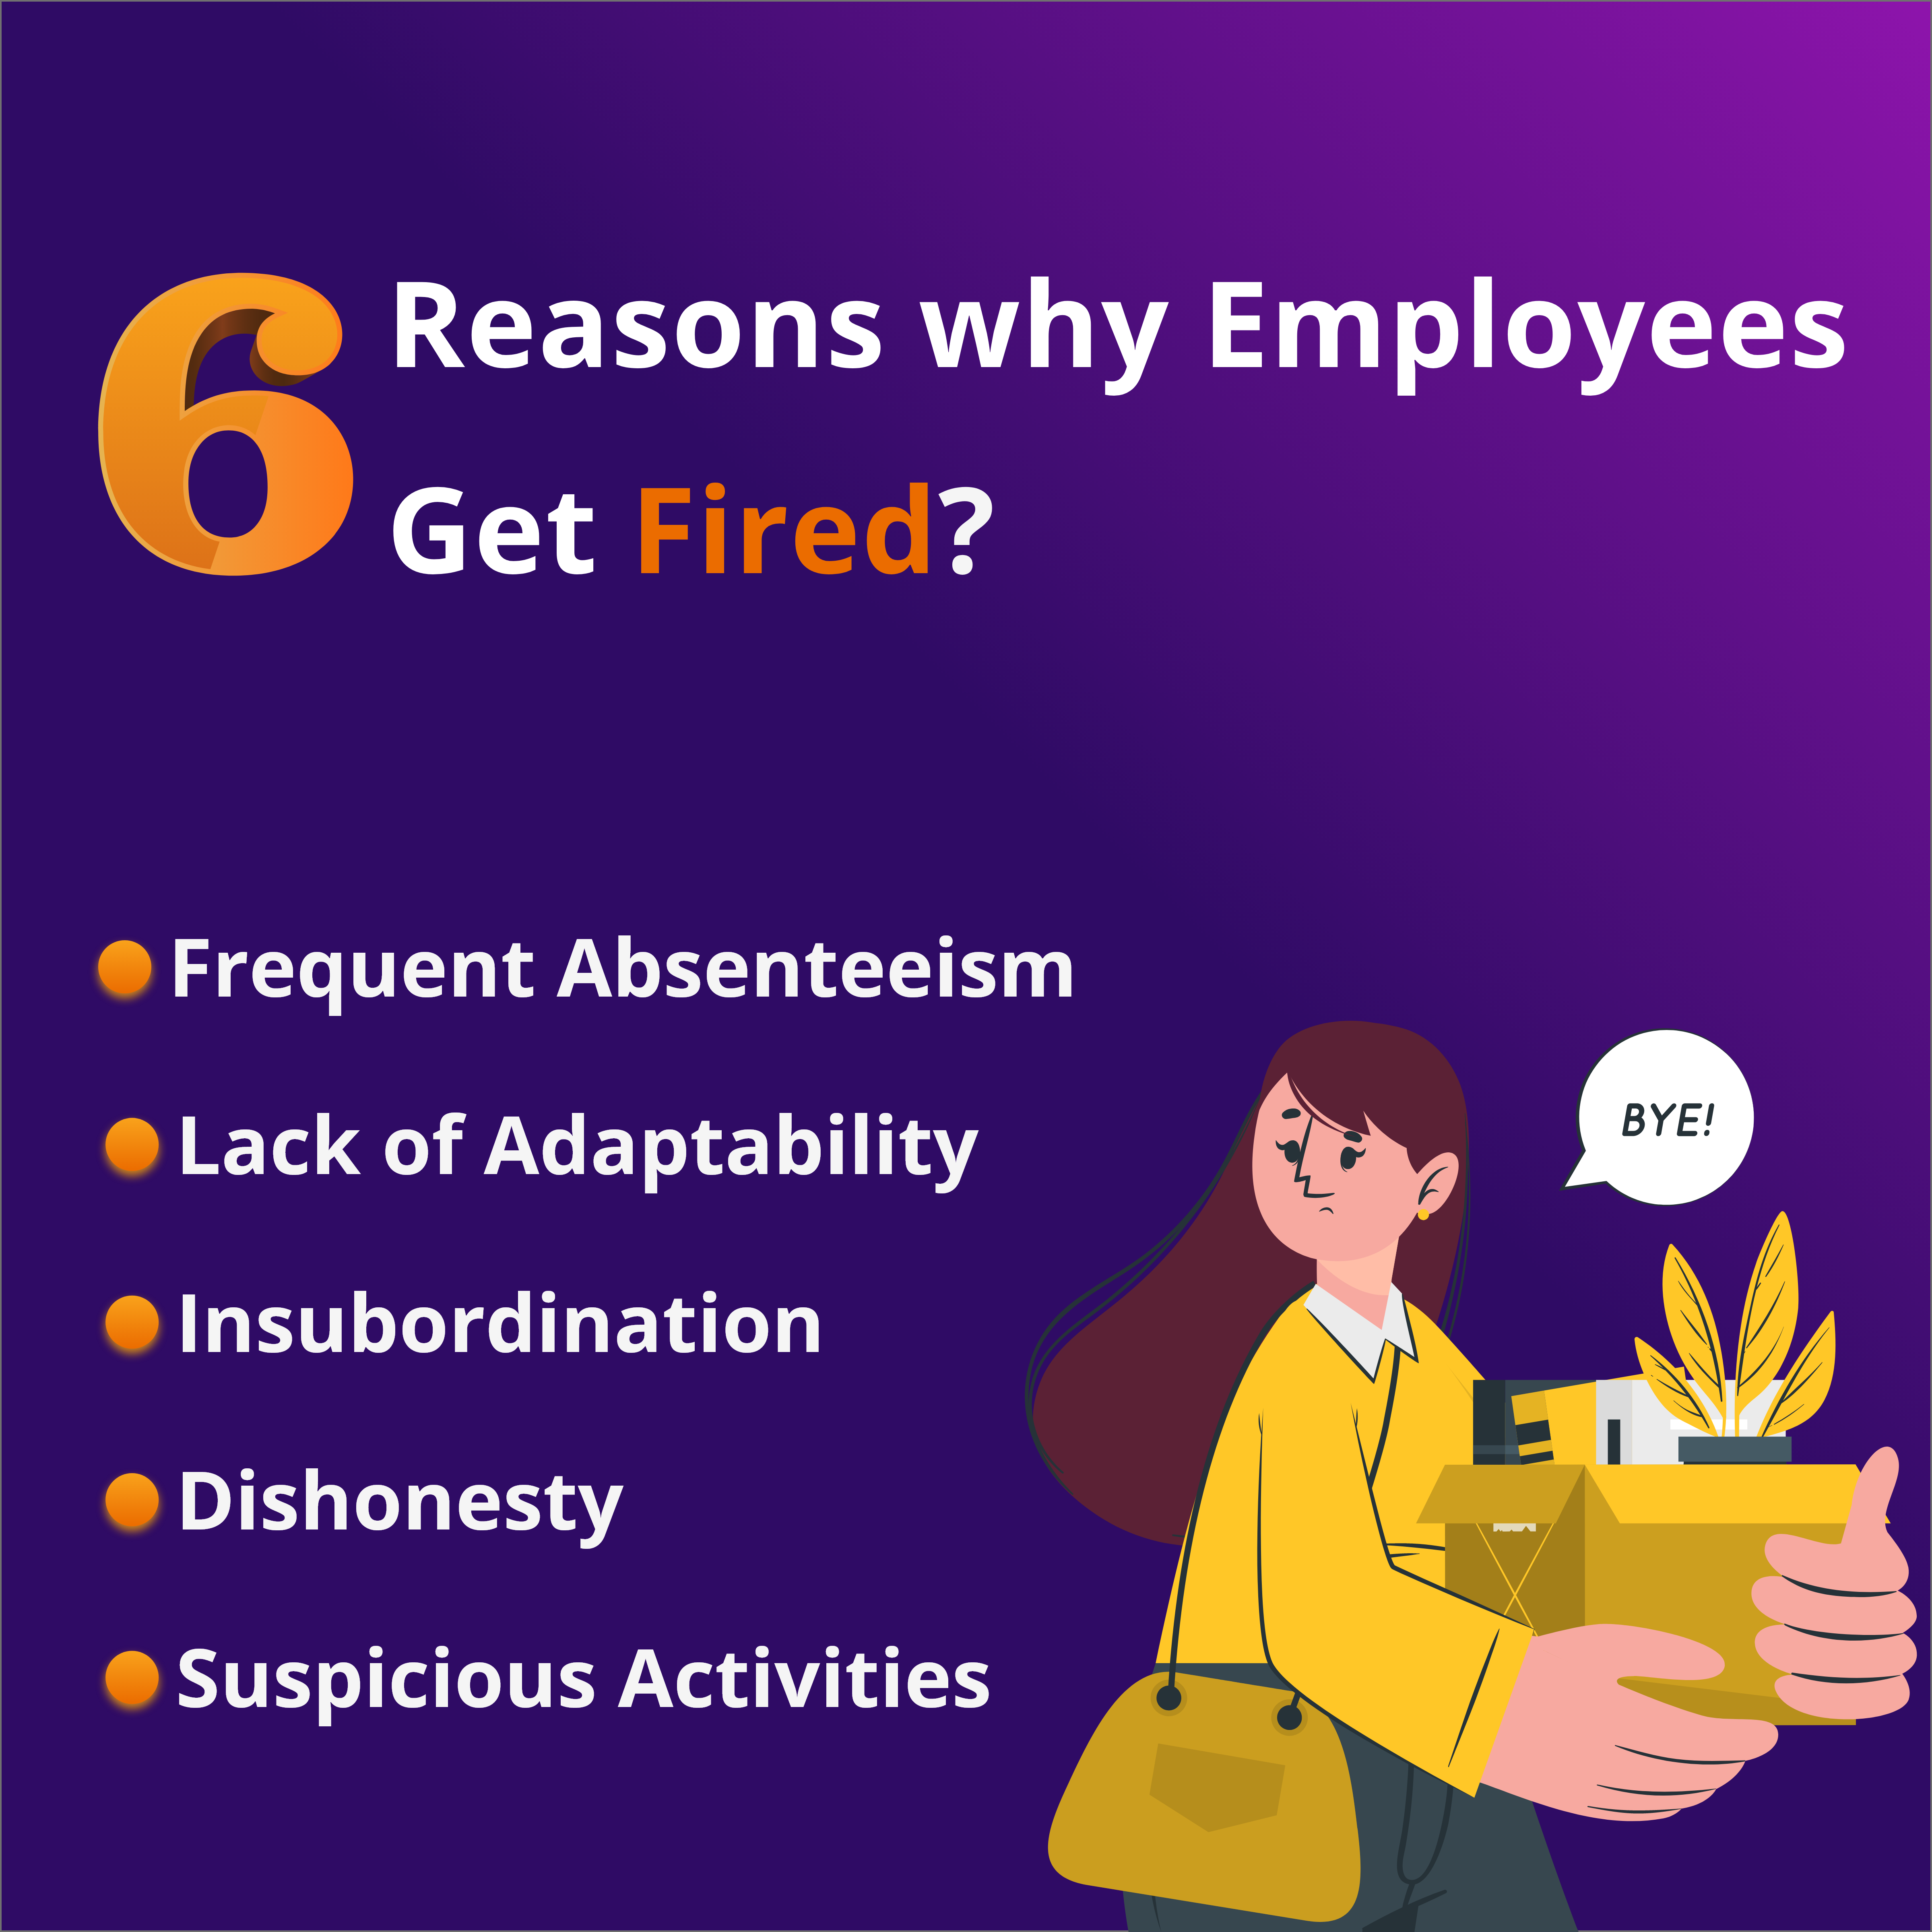 6 Reasons why Employees
Get Fired?
Frequent Absenteeism
Lack of Adaptability
BYE!
Insubordination
Dishonesty
Suspicious Activities